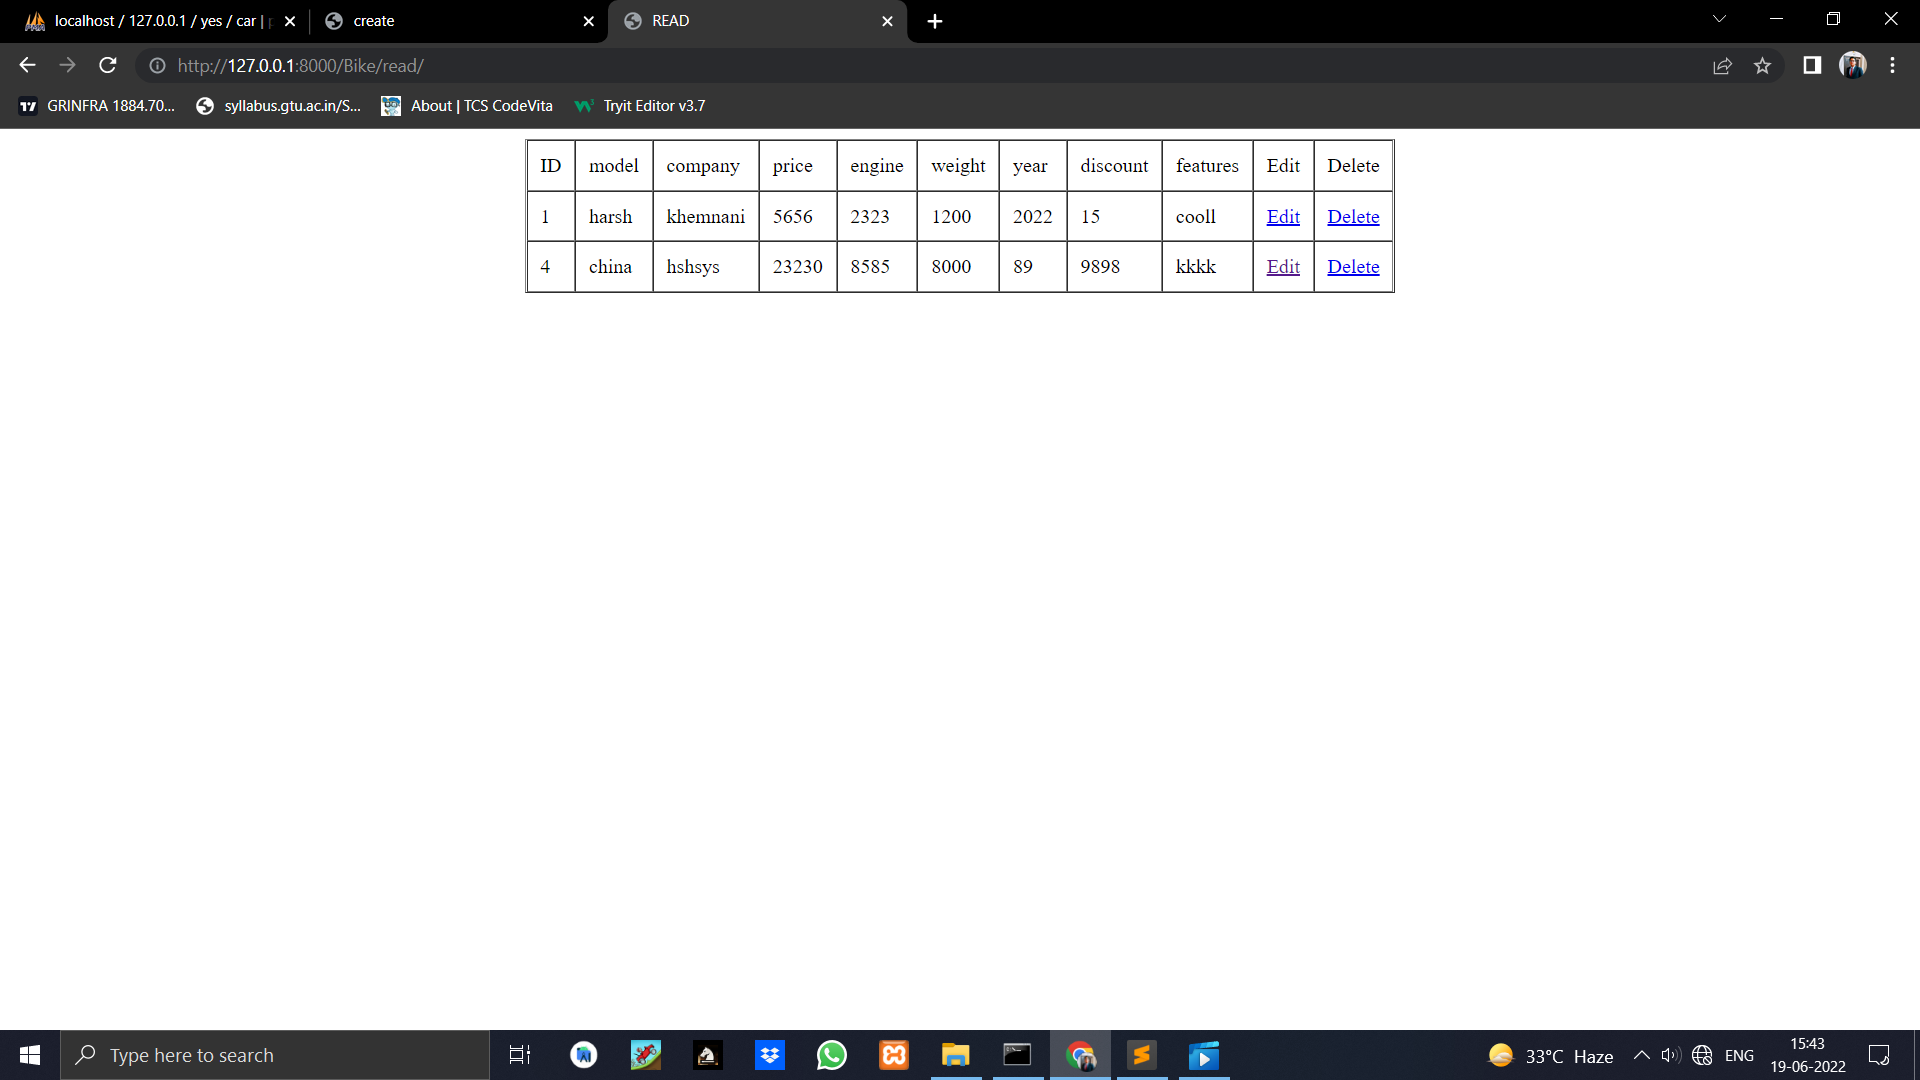 localhost / 127.0.0.1 / yes / car |
create
READ
http://127.0.0.1:8000/Bike/read/
GRINFRA 1884.70...
syllabus.gtu.ac.in/S...
About | TCS CodeVita
Tryit Editor v3.7
ID model company price engine weight year discount features Edit Delete
1 harsh khemnani 5656 2323 1200 2022 15 cooll Edit Delete
4 china hshsys 23230 8585 8000 89 9898 kkkk Edit Delete
Type here to search
33°C Haze
ENG
15:43
19-06-2022